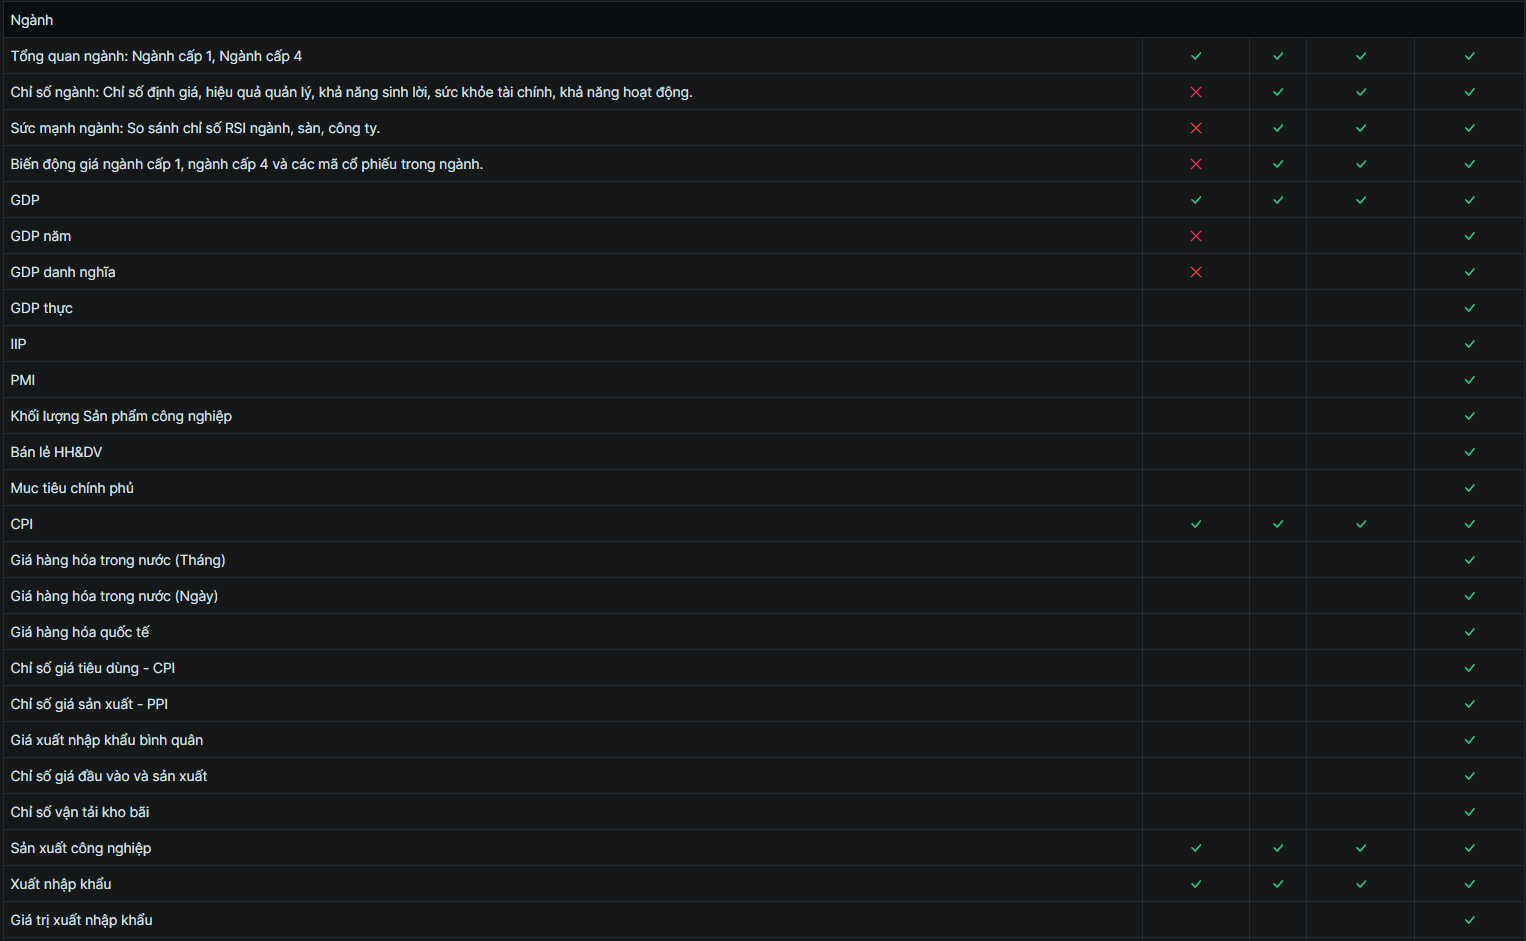 Ngành
Tổng quan ngành: Ngành cấp 1, Ngành cấp 4
Chỉ số ngành: Chỉ số định giá, hiệu quả quản lý, khả năng sinh lời, sức khỏe tài chính, khả năng hoạt động.
Sức mạnh ngành: So sánh chỉ số RSI ngành, sàn, công ty.
Biến động giá ngành cấp 1, ngành cấp 4 và các mã cổ phiếu trong ngành.
GDP
GDP năm
GDP danh nghĩa
GDP thực
IIP
PMI
Khối lượng Sản phẩm công nghiệp
Bán lẻ HH&DV
Muc tiêu chính phủ
CPI
Giá hàng hóa trong nước (Tháng)
Giá hàng hóa trong nước (Ngày)
Giá hàng hóa quốc tế
Chỉ số giá tiêu dùng - CPI
Chỉ số giá sản xuất - PPI
Giá xuất nhập khẩu bình quân
Chỉ số giá đầu vào và sản xuất
Chỉ số vận tải kho bãi
Sản xuất công nghiệp
Xuất nhập khẩu
Giá trị xuất nhập khẩu